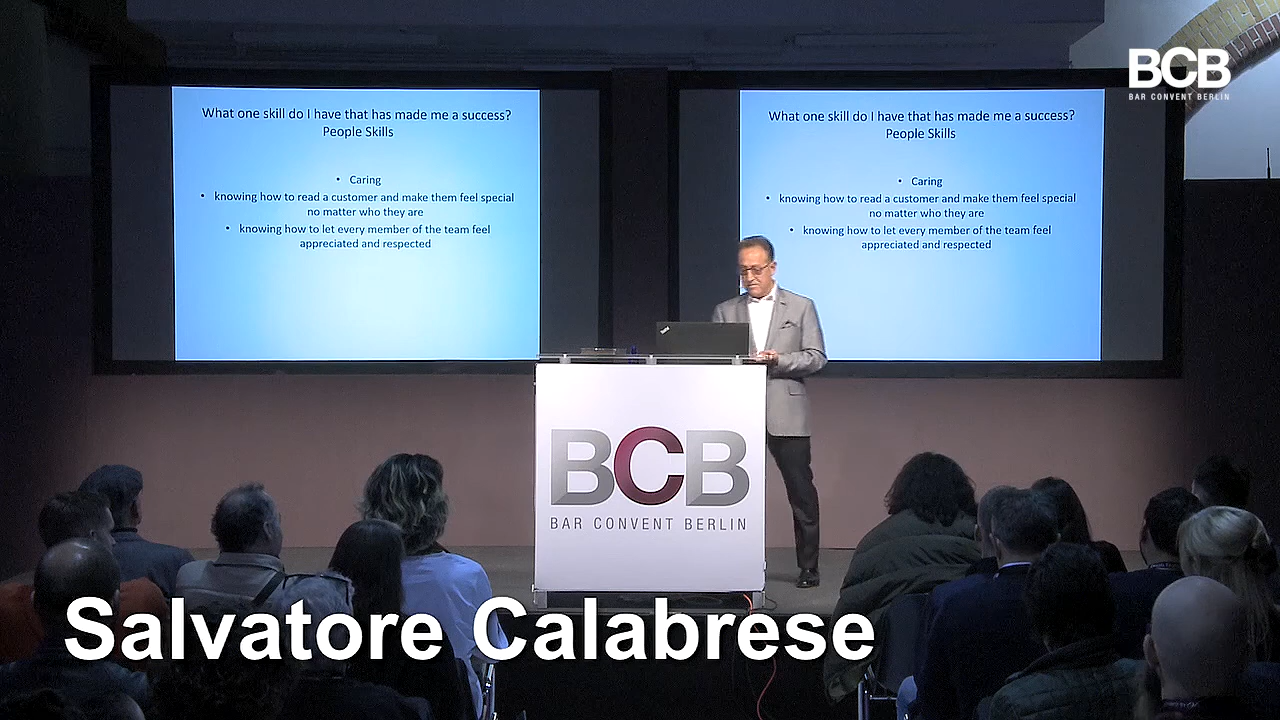 BCB
BAR CONVENT BERLIN
What one skill do I have that has made me a success?
People Skills
• Caring
• knowing how to read a customer and make them feel special
no matter who they are
• knowing how to let every member of the team feel
appreciated and respected
What one skill do I have that has made me a success?
People Skills
• Caring
• knowing how to read a customer and make them feel special
no matter who they are
• knowing how to let every member of the team feel
appreciated and respected
BCB
BAR CONVENT BERLIN
Salvatore Calabrese